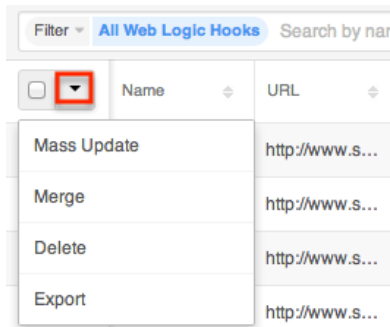 Filter All Web Logic Hooks Search by nar
Name URL
Mass Update http://www.s...
Merge http://www.s...
Delete http://www.s...
Export http://www.s...